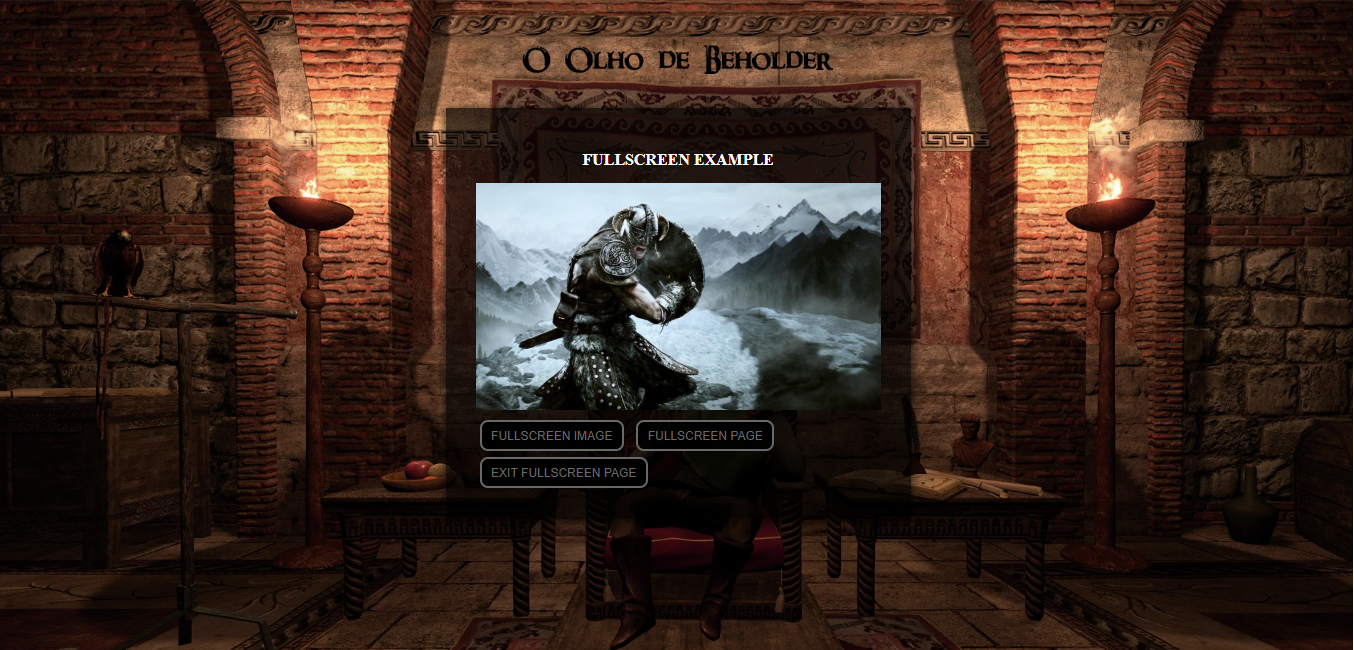 O Olho de Beholder
FULLSCREEN EXAMPLE
FULLSCREEN IMAGE
FULLSCREEN PAGE
EXIT FULLSCREEN PAGE